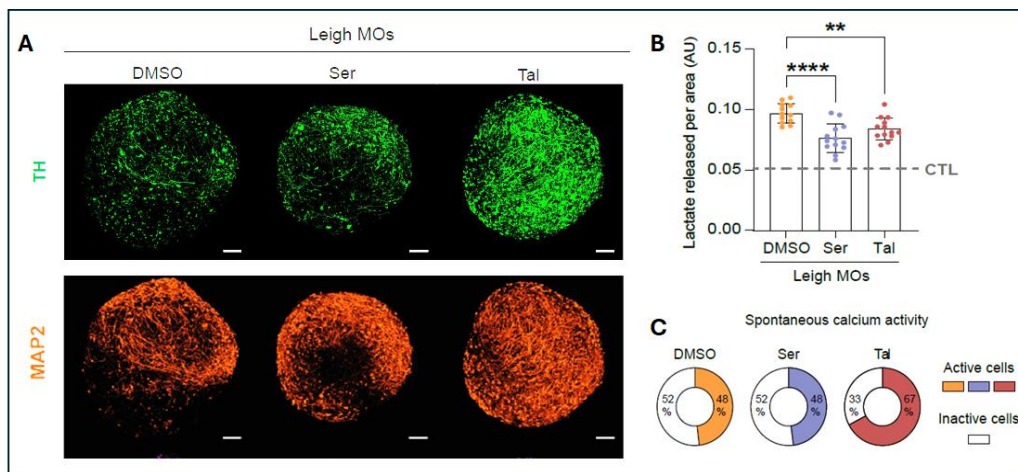 A
Leigh MOs
DMSO
Ser
Tal
TH
MAP2
B
**
****
Lactate released per area (AU)
0.15
0.10
0.05
0.00
CTL
DMSO
Ser
Tal
Leigh MOs
C
Spontaneous calcium activity
DMSO
Ser
Tal
52 %
48 %
52 %
48 %
33 %
67 %
Active cells
Inactive cells